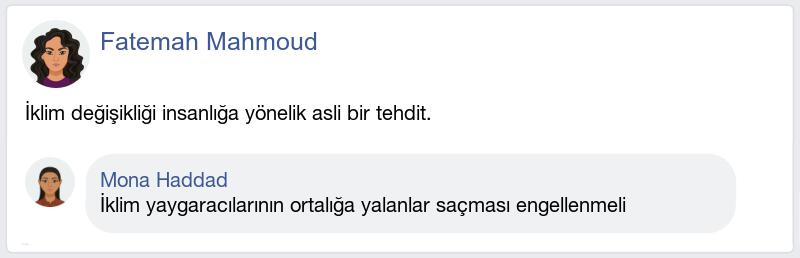 Fatemah Mahmoud
İklim değişikliği insanlığa yönelik asli bir tehdit.
Mona Haddad
İklim yaygaracılarının ortalığa yalanlar saçması engellenmeli